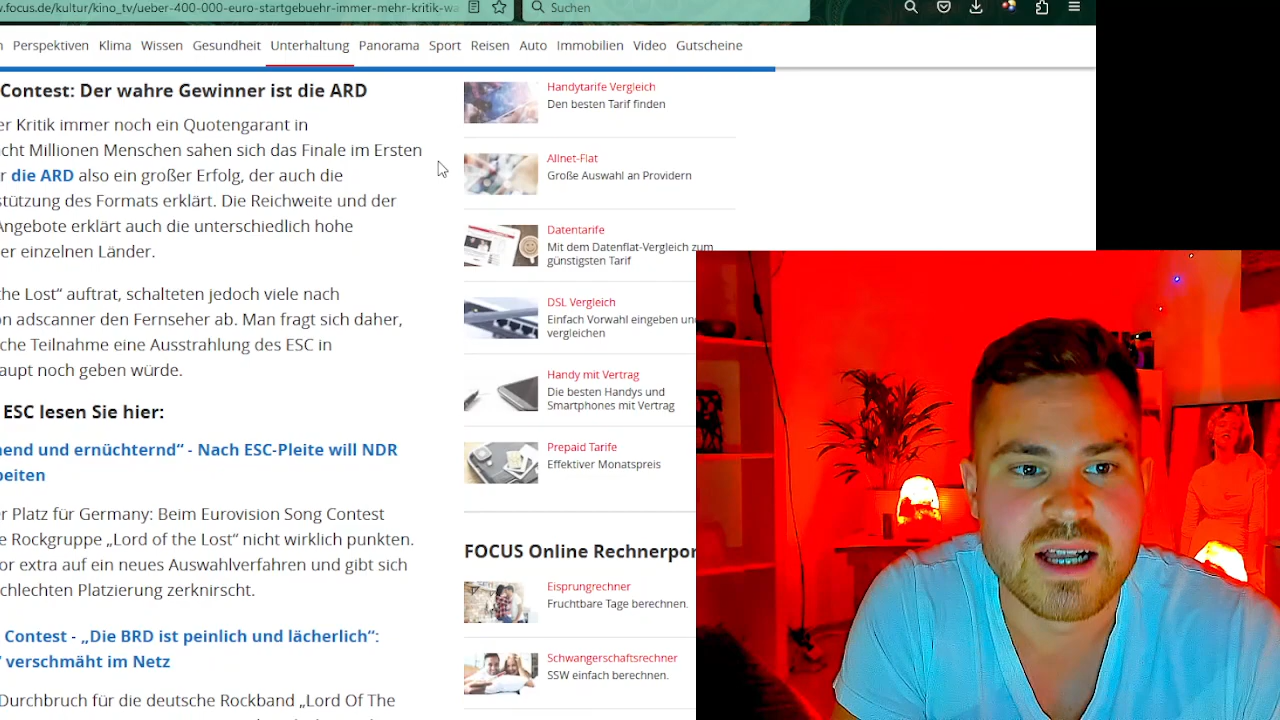 .focus.de/kultur/kino_tv/ueber-400-000-euro-startgebuehr-immer-mehr-kritik-wa
Suchen
n Perspektiven Klima Wissen Gesundheit Unterhaltung Panorama Sport Reisen Auto Immobilien Video Gutscheine
Contest: Der wahre Gewinner ist die ARD
er Kritik immer noch ein Quotengarant in
cht Millionen Menschen sahen sich das Finale im Ersten
r die ARD also ein großer Erfolg, der auch die
stützung des Formats erklärt. Die Reichweite und der
Angebote erklärt auch die unterschiedlich hohe
er einzelnen Länder.
he Lost“ auftrat, schalteten jedoch viele nach
n adscanner den Fernseher ab. Man fragt sich daher,
che Teilnahme eine Ausstrahlung des ESC in
aupt noch geben würde.
ESC lesen Sie hier:
nend und ernüchternd“ - Nach ESC-Pleite will NDR
beiten
r Platz für Germany: Beim Eurovision Song Contest
e Rockgruppe „Lord of the Lost“ nicht wirklich punkten.
or extra auf ein neues Auswahlverfahren und gibt sich
chlechten Platzierung zerknirscht.
Contest - „Die BRD ist peinlich und lächerlich“:
verschmäht im Netz
Durchbruch für die deutsche Rockband „Lord Of The
Handytarife Vergleich
Den besten Tarif finden
Allnet-Flat
Große Auswahl an Providern
Datentarife
Mit dem Datenflat-Vergleich zum
günstigsten Tarif
DSL Vergleich
Einfach Vorwahl eingeben und
vergleichen
Handy mit Vertrag
Die besten Handys und
Smartphones mit Vertrag
Prepaid Tarife
Effektiver Monatspreis
FOCUS Online Rechnerpor
Eisprungrechner
Fruchtbare Tage berechnen.
Schwangerschaftsrechner
SSW einfach berechnen.